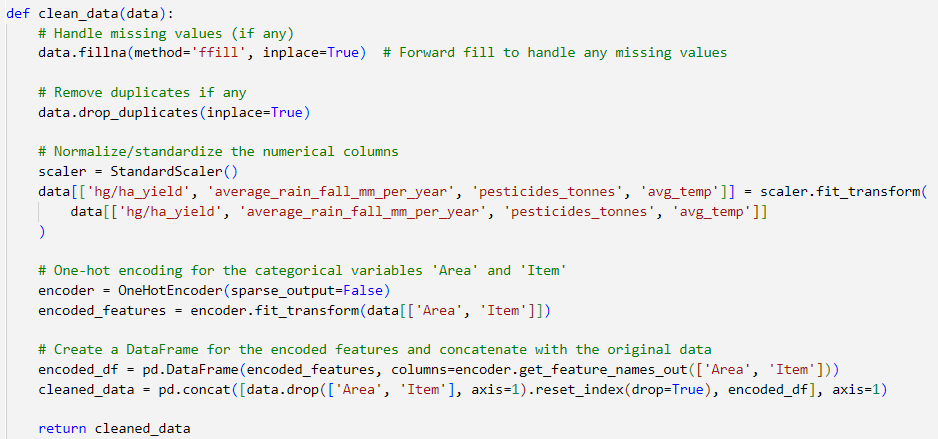 def clean_data(data):
    # Handle missing values (if any)
    data.fillna(method='ffill', inplace=True)  # Forward fill to handle any missing values

    # Remove duplicates if any
    data.drop_duplicates(inplace=True)

    # Normalize/standardize the numerical columns
    scaler = StandardScaler()
    data[['hg/ha_yield', 'average_rain_fall_mm_per_year', 'pesticides_tonnes', 'avg_temp']] = scaler.fit_transform(
        data[['hg/ha_yield', 'average_rain_fall_mm_per_year', 'pesticides_tonnes', 'avg_temp']]
    )

    # One-hot encoding for the categorical variables 'Area' and 'Item'
    encoder = OneHotEncoder(sparse_output=False)
    encoded_features = encoder.fit_transform(data[['Area', 'Item']])

    # Create a DataFrame for the encoded features and concatenate with the original data
    encoded_df = pd.DataFrame(encoded_features, columns=encoder.get_feature_names_out(['Area', 'Item']))
    cleaned_data = pd.concat([data.drop(['Area', 'Item'], axis=1).reset_index(drop=True), encoded_df], axis=1)

    return cleaned_data